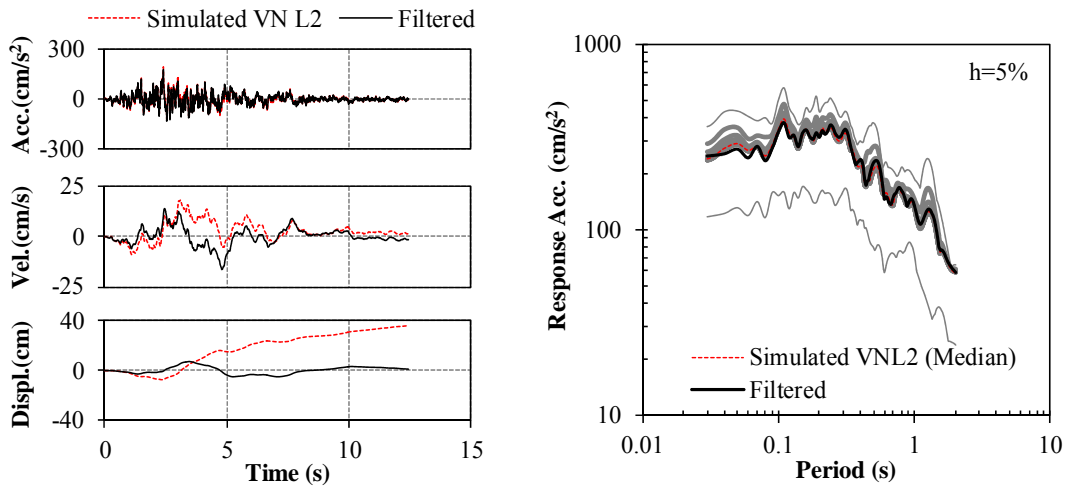 Simulated VN L2 Filtered
300
0
-300
Acc.(cm/s²)
25
0
-25
Vel.(cm/s)
40
0
-40
Displ.(cm)
0 5 10 15
Time (s)
1000
100
10
Response Acc. (cm/s²)
h=5%
Simulated VNL2 (Median)
Filtered
0.01 0.1 1 10
Period (s)